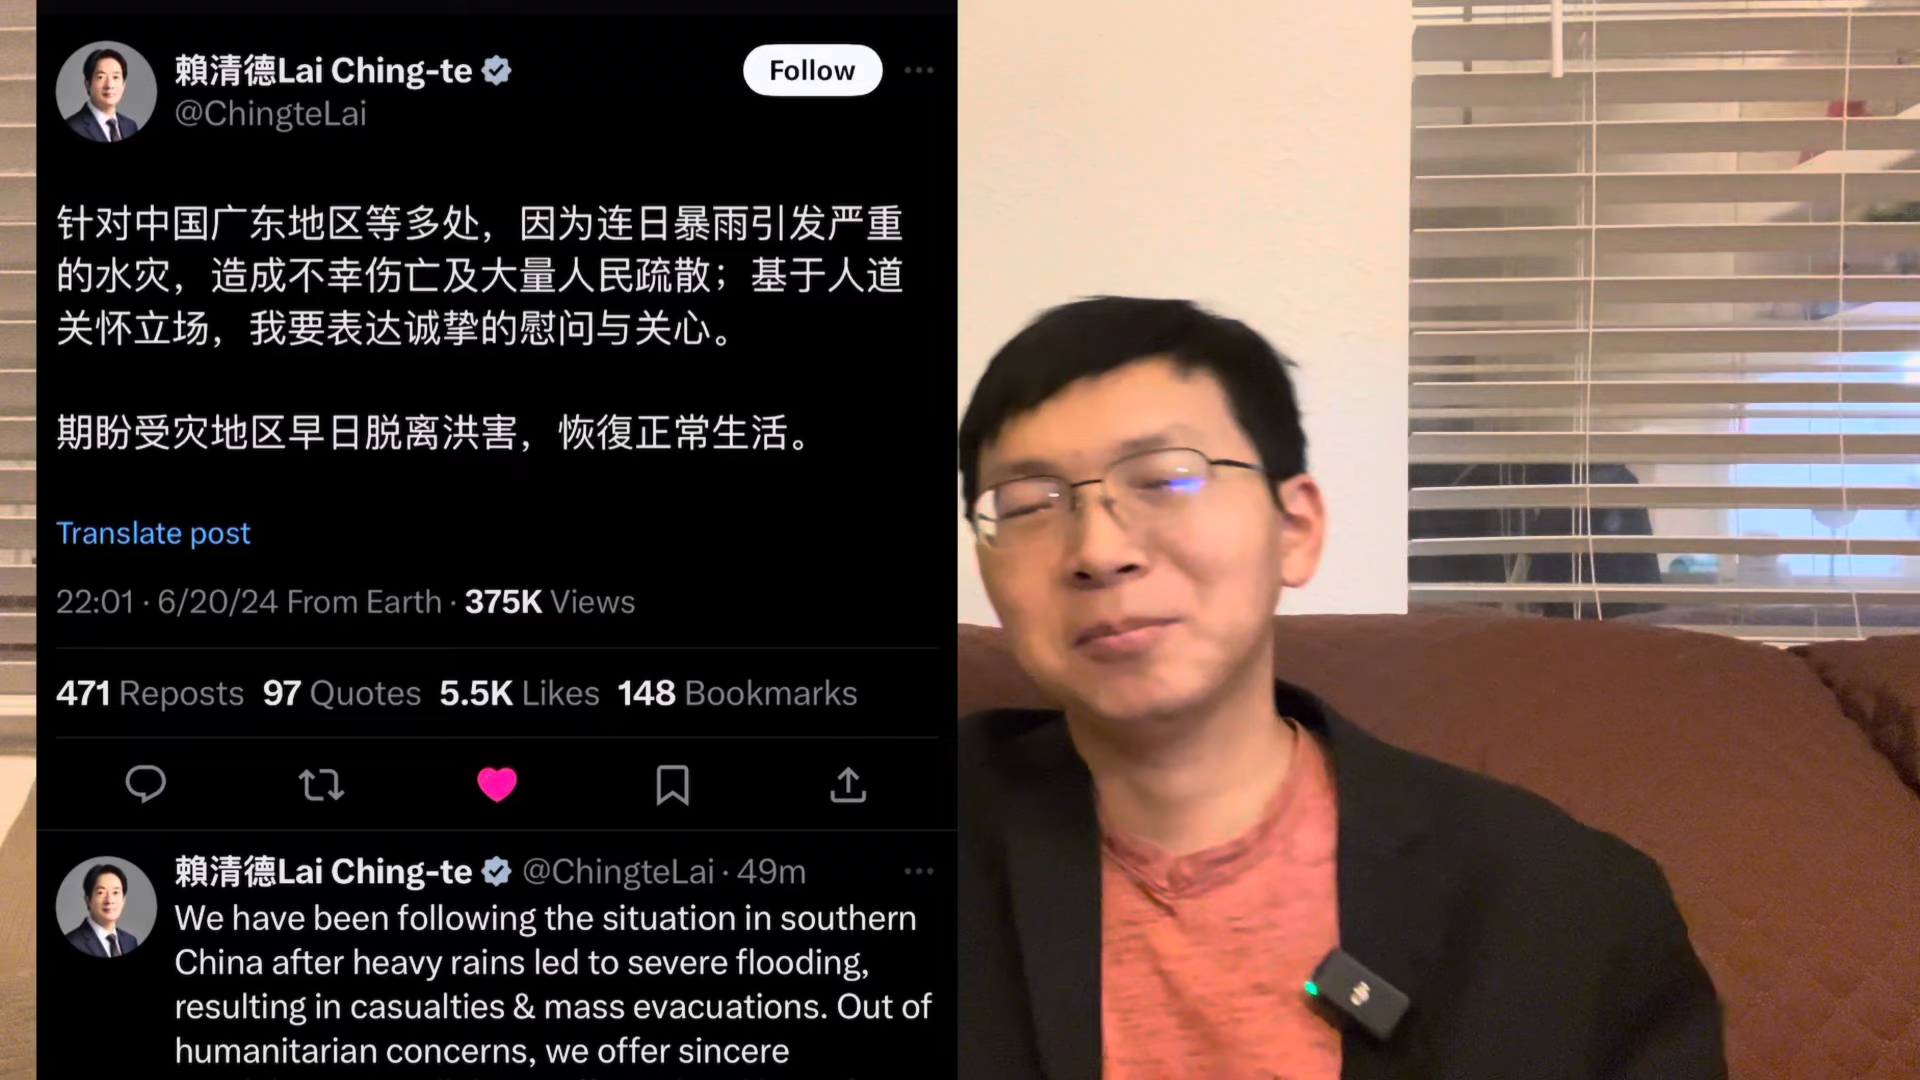 賴清德Lai Ching-te
Follow
@ChingteLai
针对中国广东地区等多处，因为连日暴雨引发严重
的水灾，造成不幸伤亡及大量人民疏散；基于人道
关怀立场，我要表达诚挚的慰问与关心。
期盼受灾地区早日脱离洪害，恢復正常生活。
Translate post
22:01 · 6/20/24 From Earth · 375K Views
471 Reposts 97 Quotes 5.5K Likes 148 Bookmarks
賴清德Lai Ching-te @ChingteLai · 49m
We have been following the situation in southern
China after heavy rains led to severe flooding,
resulting in casualties & mass evacuations. Out of
humanitarian concerns, we offer sincere